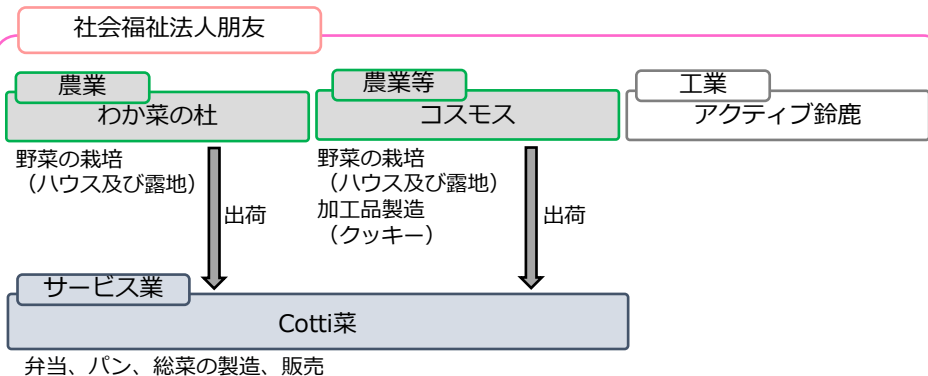 社会福祉法人朋友
農業
わか菜の杜
農業等
コスモス
工業
アクティブ鈴鹿
野菜の栽培
（ハウス及び露地）
出荷
野菜の栽培
（ハウス及び露地）
加工品製造
（クッキー）
出荷
サービス業
Cotti菜
弁当、パン、総菜の製造、販売